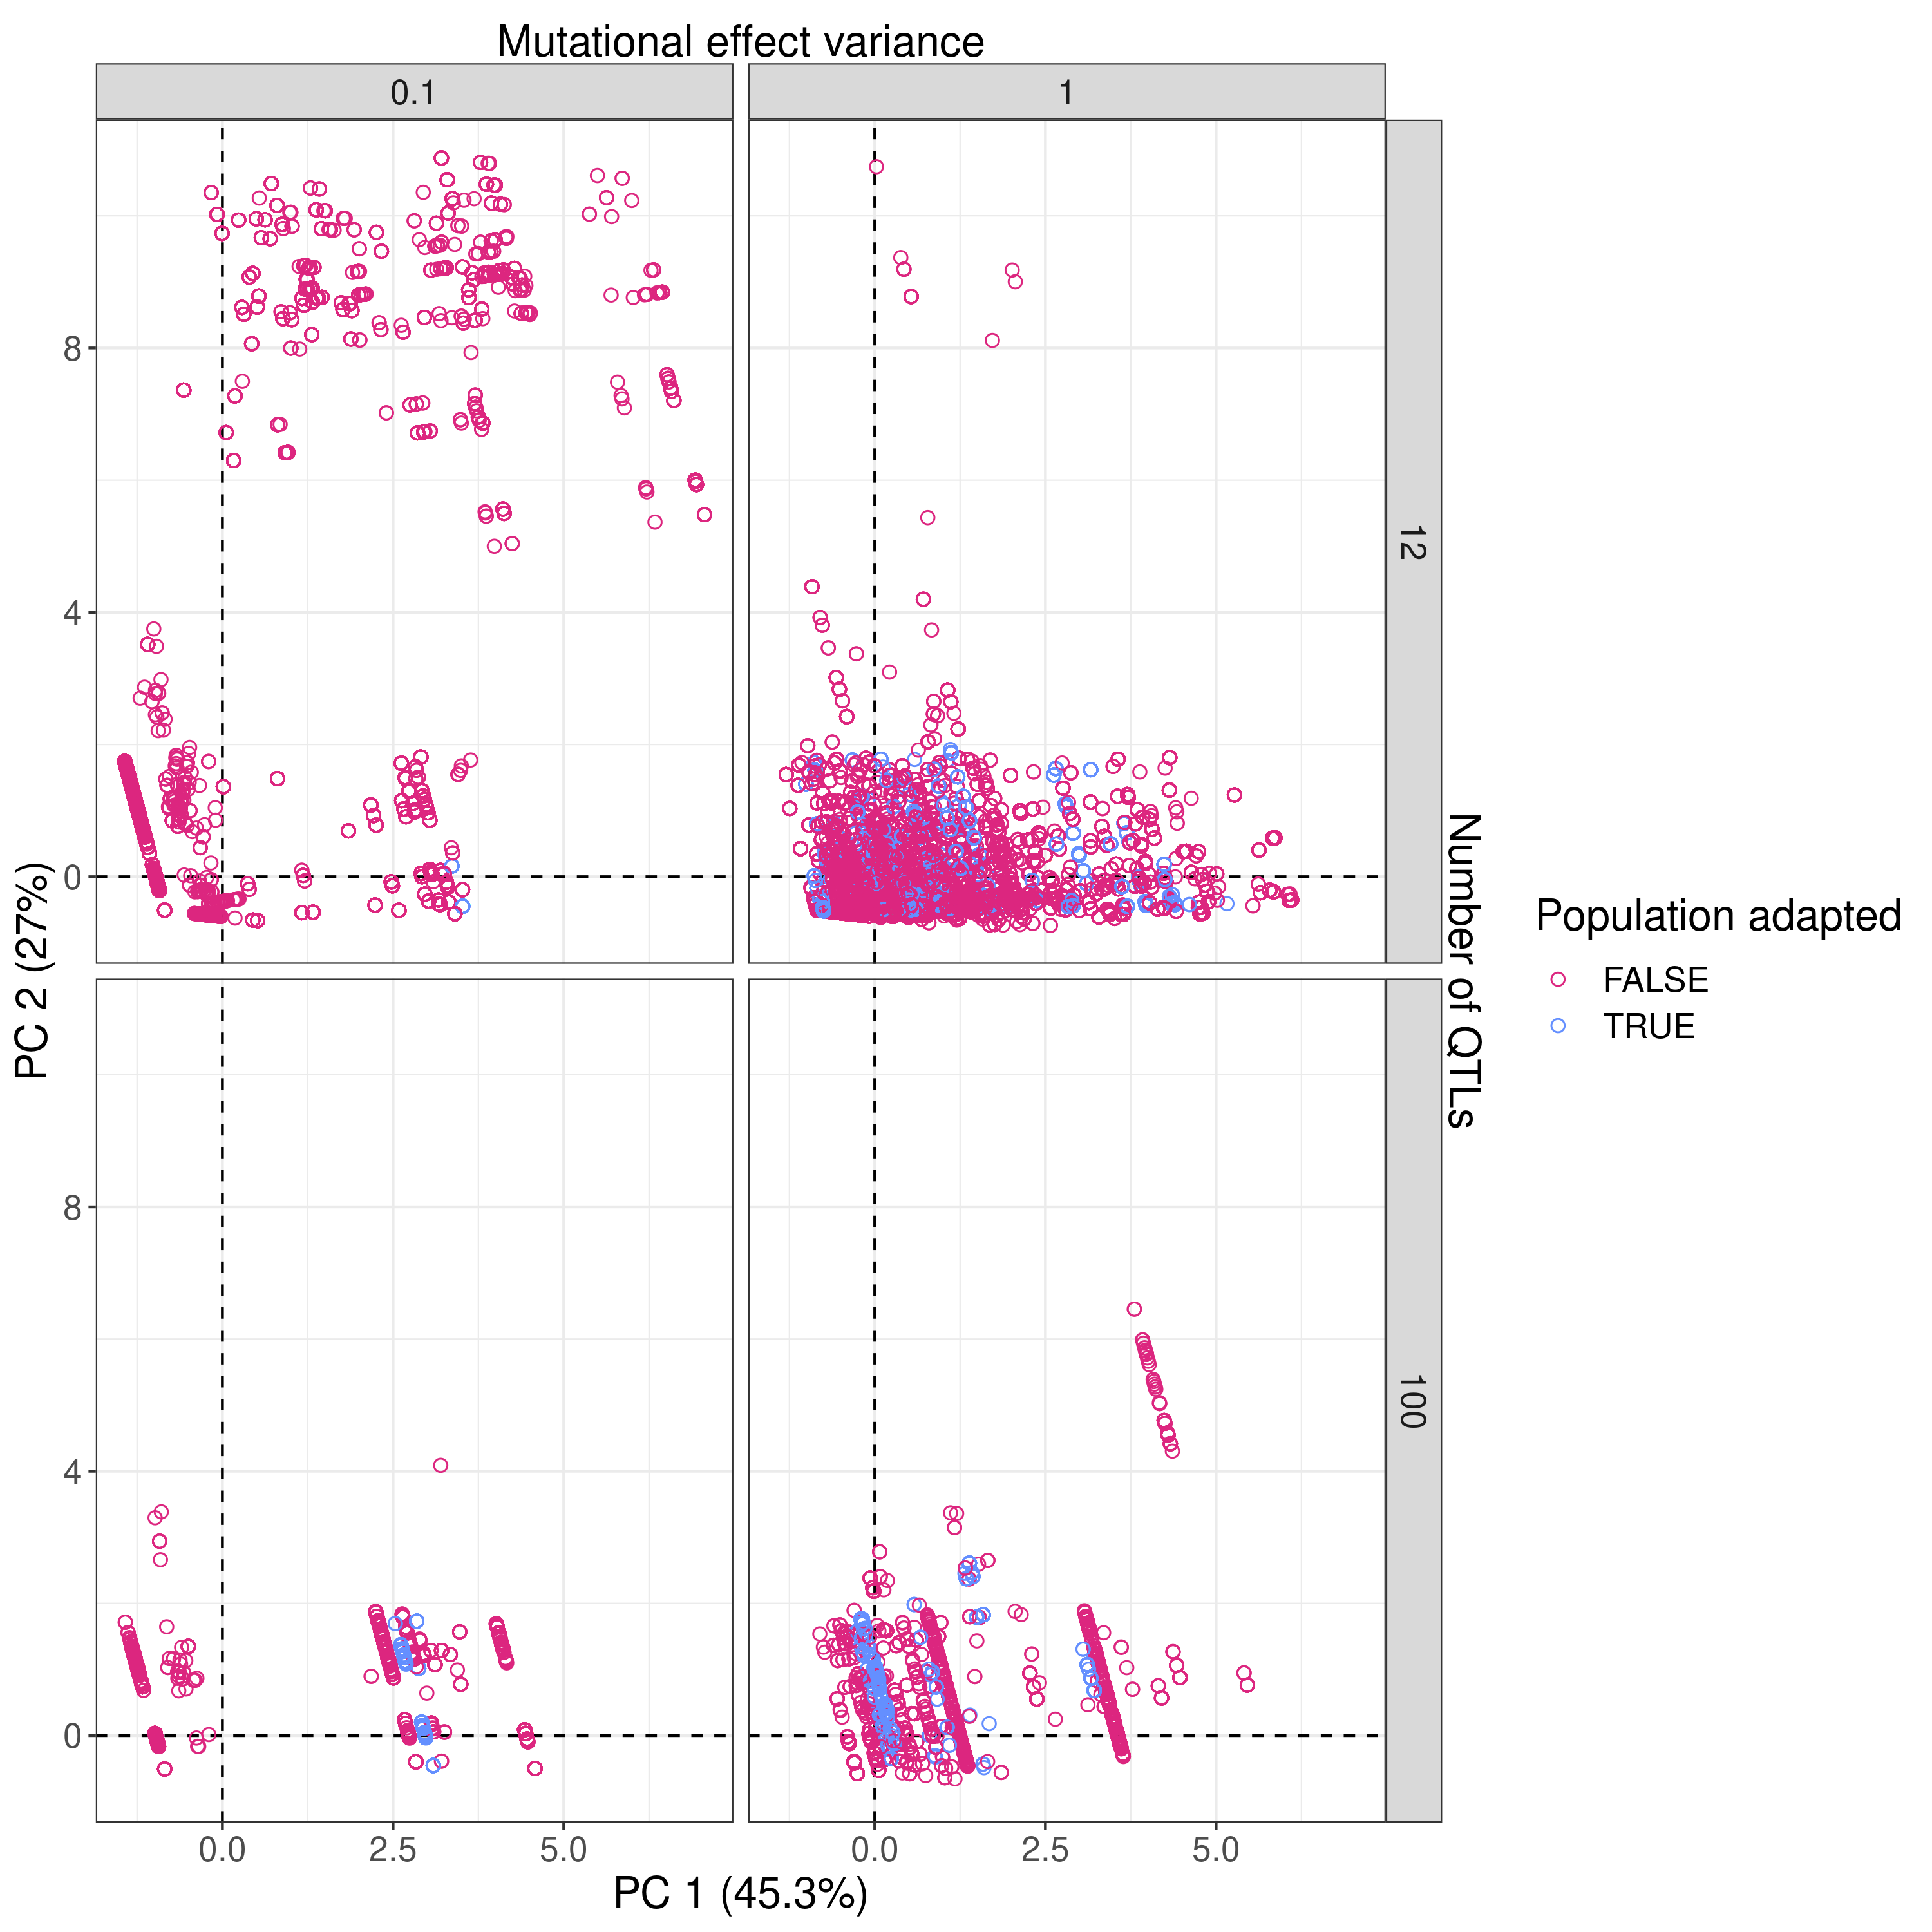 Mutational effect variance
0.1
1
12
100
8
4
0
8
4
0
PC 2 (27%)
Number of QTLs
Population adapted
FALSE
TRUE
0.0
2.5
5.0
0.0
2.5
5.0
PC 1 (45.3%)